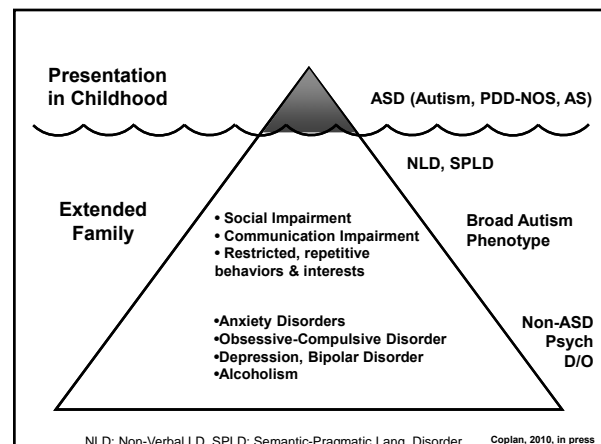 Presentation
in Childhood
ASD (Autism, PDD-NOS, AS)
NLD, SPLD
Extended
Family
• Social Impairment
• Communication Impairment
• Restricted, repetitive
behaviors & interests
Broad Autism
Phenotype
•Anxiety Disorders
•Obsessive-Compulsive Disorder
•Depression, Bipolar Disorder
•Alcoholism
Non-ASD
Psych
D/O
NLD: Non-Verbal LD, SPLD: Semantic-Pragmatic Lang. Disorder
Coplan, 2010, in press